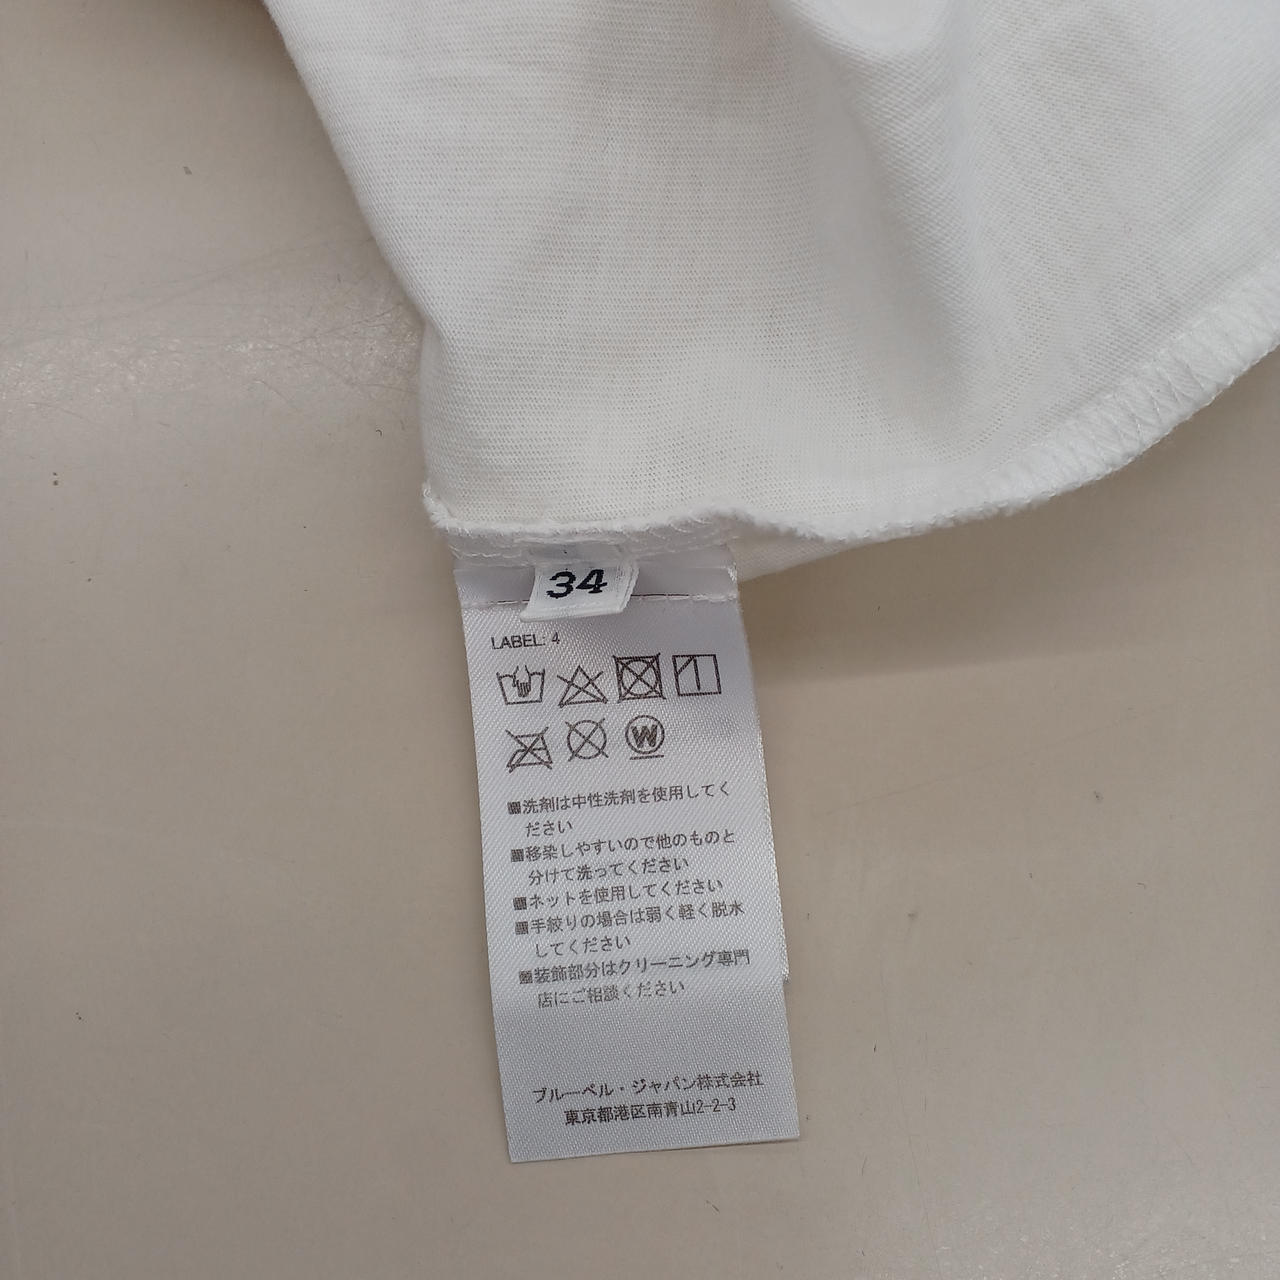 34
LABEL: 4
W
■洗剤は中性洗剤を使用してく
ださい
■移染しやすいので他のものと
分けて洗ってください
■ネットを使用してください
■手絞りの場合は弱く軽く脱水
してください
■装飾部分はクリーニング専門
店にご相談ください
ブルーベル・ジャパン株式会社
東京都港区南青山2-2-3